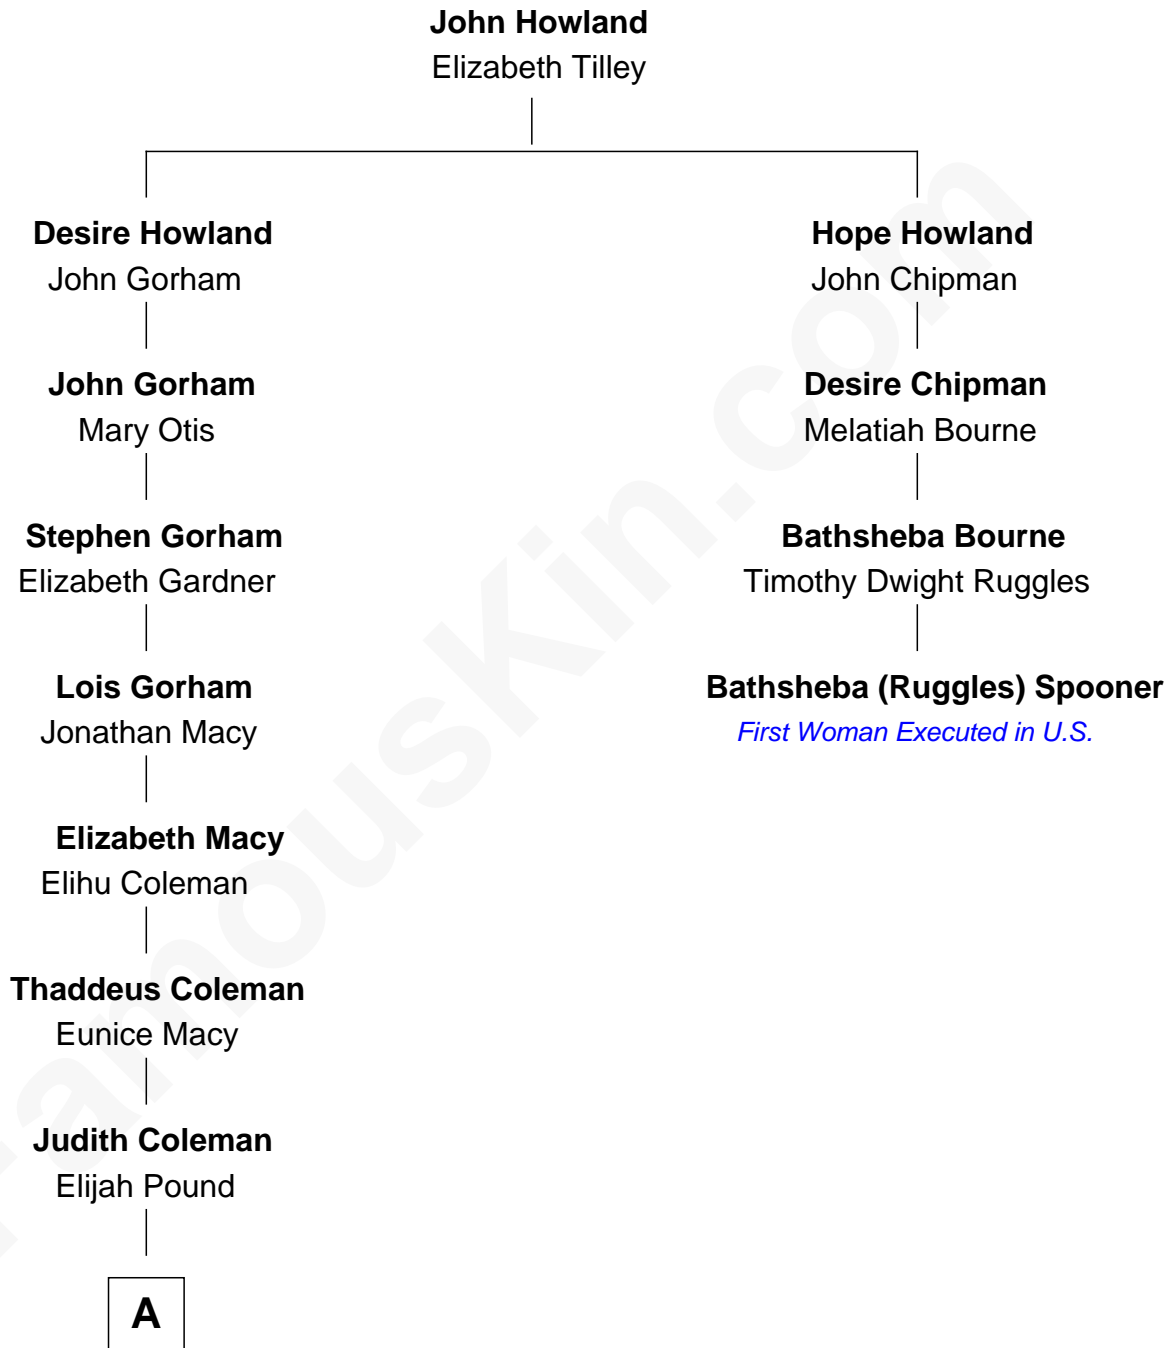 John Howland
Elizabeth Tilley
Desire Howland
John Gorham
Hope Howland
John Chipman
John Gorham
Mary Otis
Desire Chipman
Melatiah Bourne
Stephen Gorham
Elizabeth Gardner
Bathsheba Bourne
Timothy Dwight Ruggles
Lois Gorham
Jonathan Macy
Bathsheba (Ruggles) Spooner
First Woman Executed in U.S.
Elizabeth Macy
Elihu Coleman
Thaddeus Coleman
Eunice Macy
Judith Coleman
Elijah Pound
A
FamousKin.com